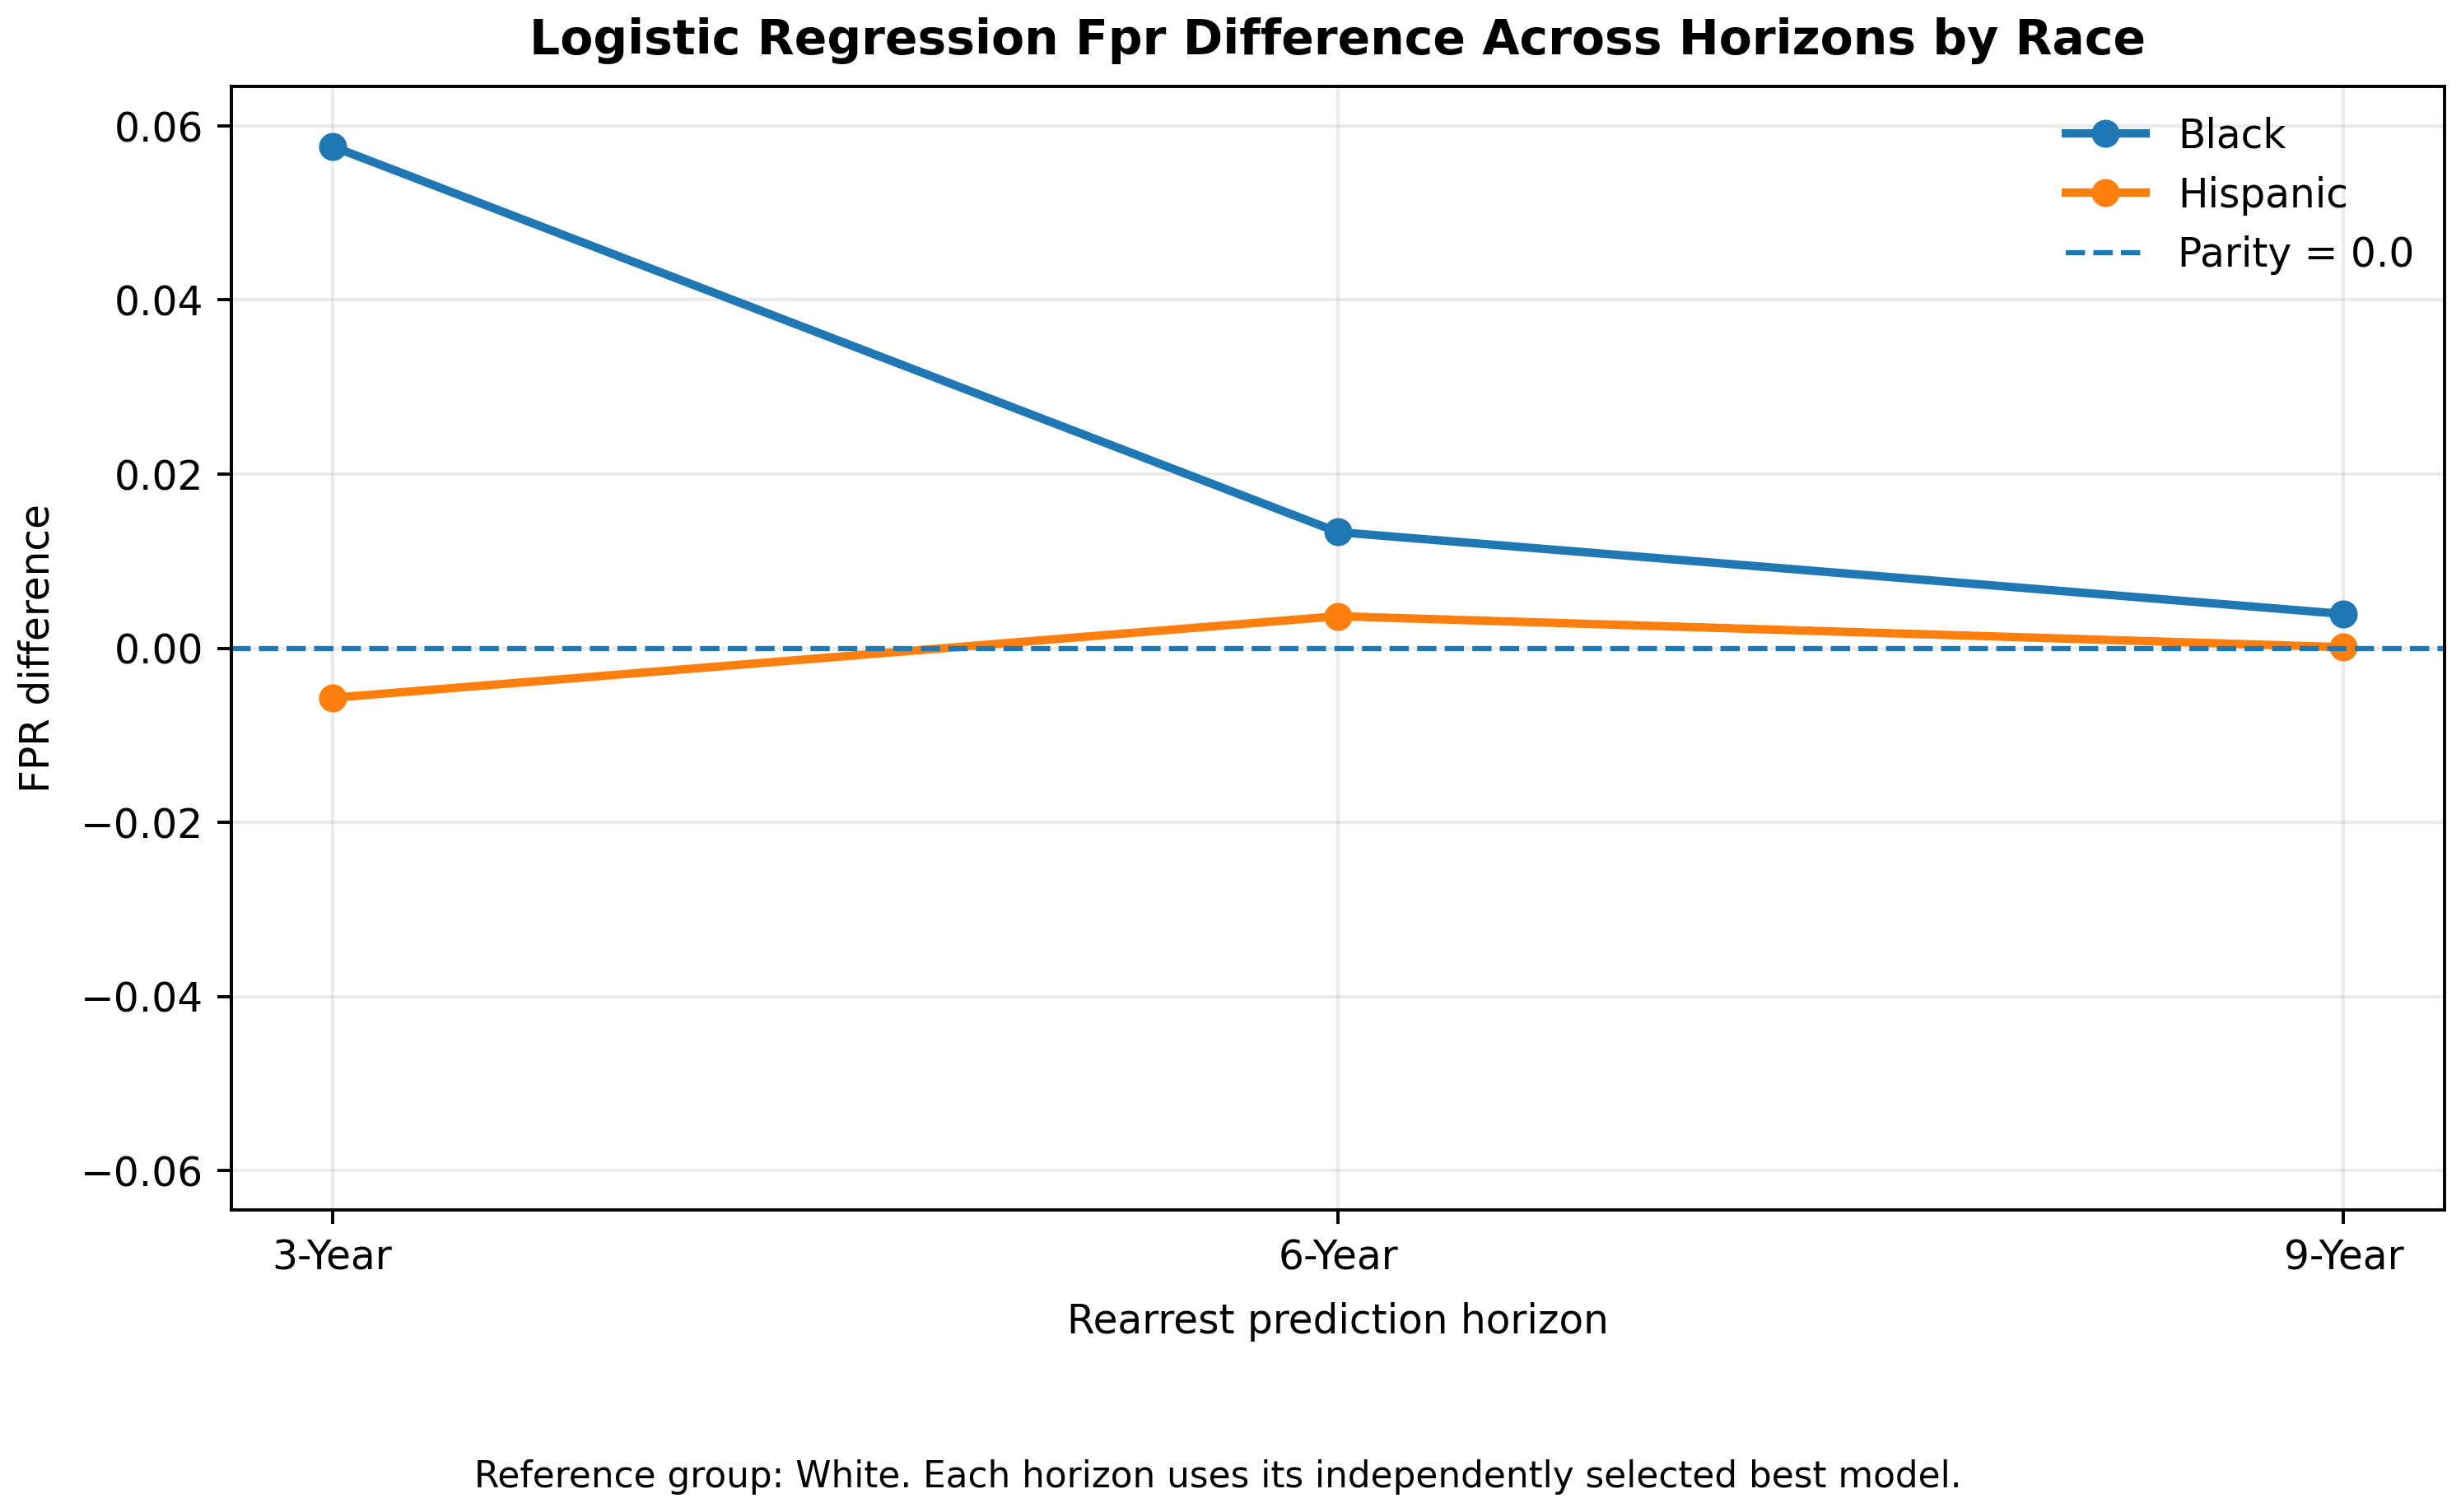 Logistic Regression Fpr Difference Across Horizons by Race
Black
Hispanic
Parity = 0.0
FPR difference
0.06
0.04
0.02
0.00
−0.02
−0.04
−0.06
3-Year
6-Year
9-Year
Rearrest prediction horizon
Reference group: White. Each horizon uses its independently selected best model.